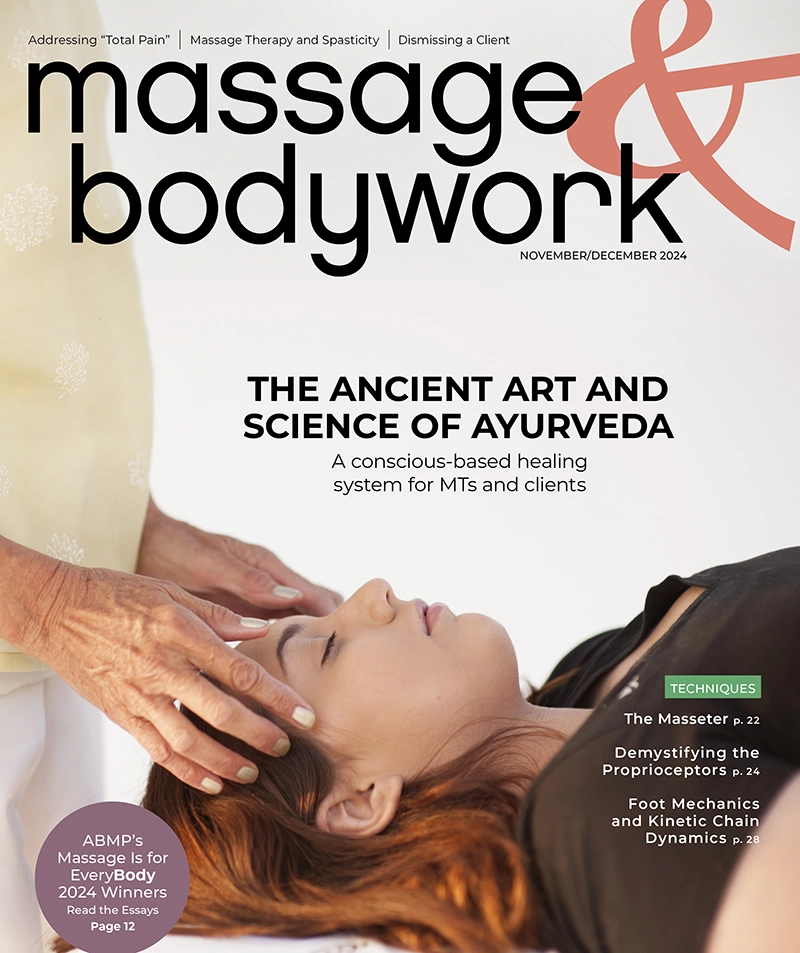 Addressing “Total Pain” | Massage Therapy and Spasticity | Dismissing a Client
massage &
bodywork
NOVEMBER/DECEMBER 2024
THE ANCIENT ART AND
SCIENCE OF AYURVEDA
A conscious-based healing
system for MTs and clients
TECHNIQUES
The Masseter p. 22
Demystifying the
Proprioceptors p. 24
Foot Mechanics
and Kinetic Chain
Dynamics p. 28
ABMP’s
Massage Is for
EveryBody
2024 Winners
Read the Essays
Page 12